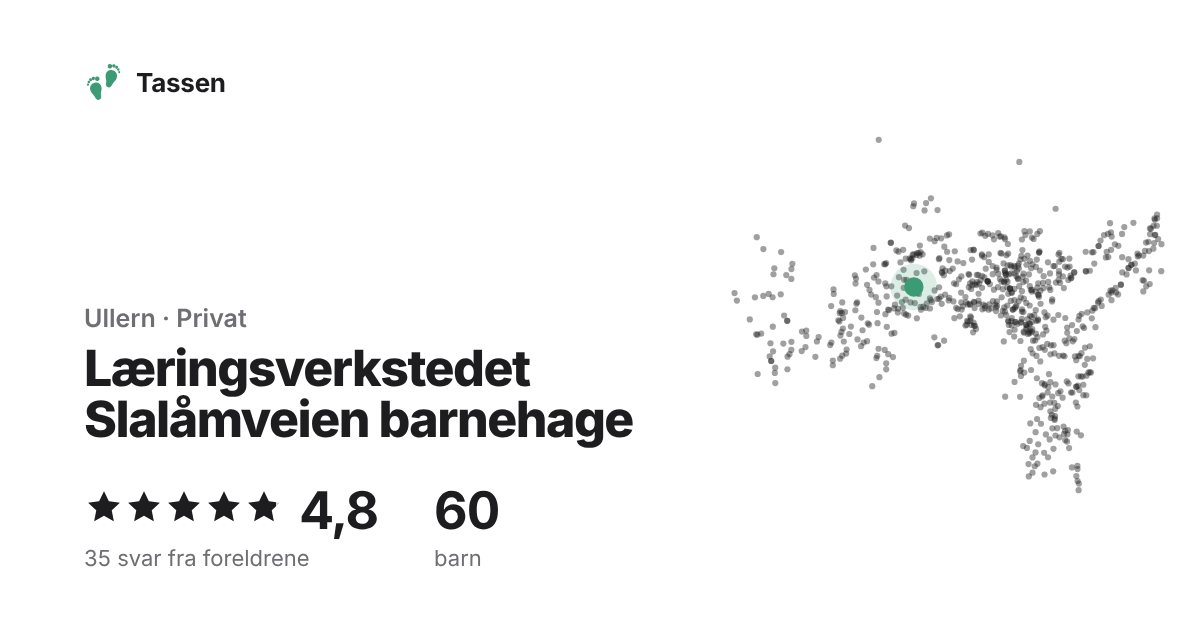 Tassen
Ullern · Privat
Læringsverkstedet
Slalåmveien barnehage
4,8
60
35 svar fra foreldrene
barn